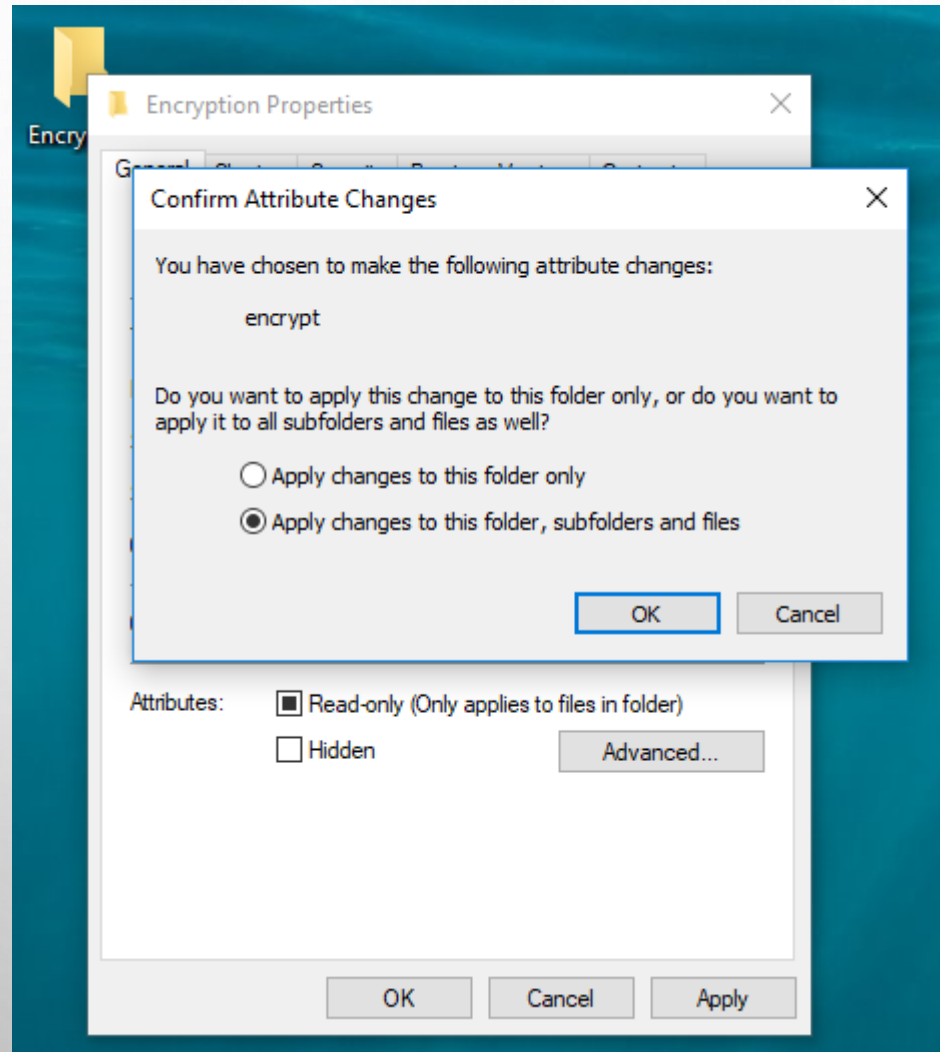 Encry
Encryption Properties
General
Confirm Attribute Changes
You have chosen to make the following attribute changes:
encrypt
Do you want to apply this change to this folder only, or do you want to
apply it to all subfolders and files as well?
Apply changes to this folder only
Apply changes to this folder, subfolders and files
OK Cancel
Attributes: Read-only (Only applies to files in folder)
Hidden Advanced...
OK Cancel Apply